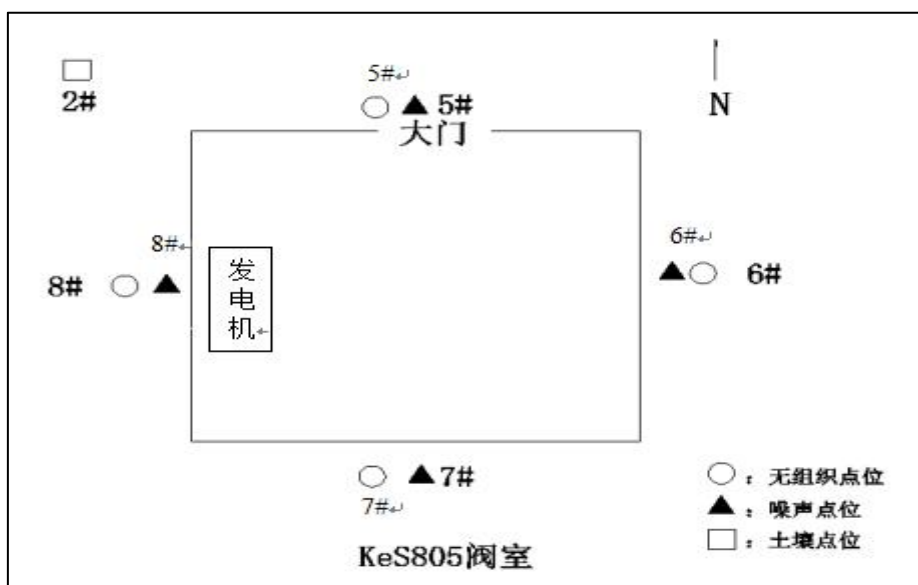 5#
2#
5#
N
大门
8#
6#
8#
发电机
6#
7#
7#
○：无组织点位
▲：噪声点位
□：土壤点位
KeS805阀室